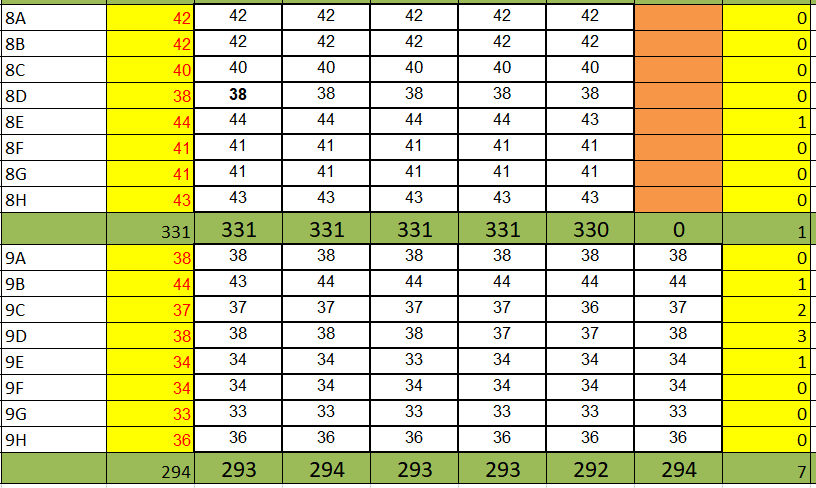 8A 42 42 42 42 42 42 0
8B 42 42 42 42 42 42 0
8C 40 40 40 40 40 40 0
8D 38 38 38 38 38 38 0
8E 44 44 44 44 44 43 1
8F 41 41 41 41 41 41 0
8G 41 41 41 41 41 41 0
8H 43 43 43 43 43 43 0
331 331 331 331 331 330 0 1
9A 38 38 38 38 38 38 38 0
9B 44 43 44 44 44 44 44 1
9C 37 37 37 37 37 36 37 2
9D 38 38 38 38 37 37 38 3
9E 34 34 34 33 34 34 34 1
9F 34 34 34 34 34 34 34 0
9G 33 33 33 33 33 33 33 0
9H 36 36 36 36 36 36 36 0
294 293 294 293 293 292 294 7